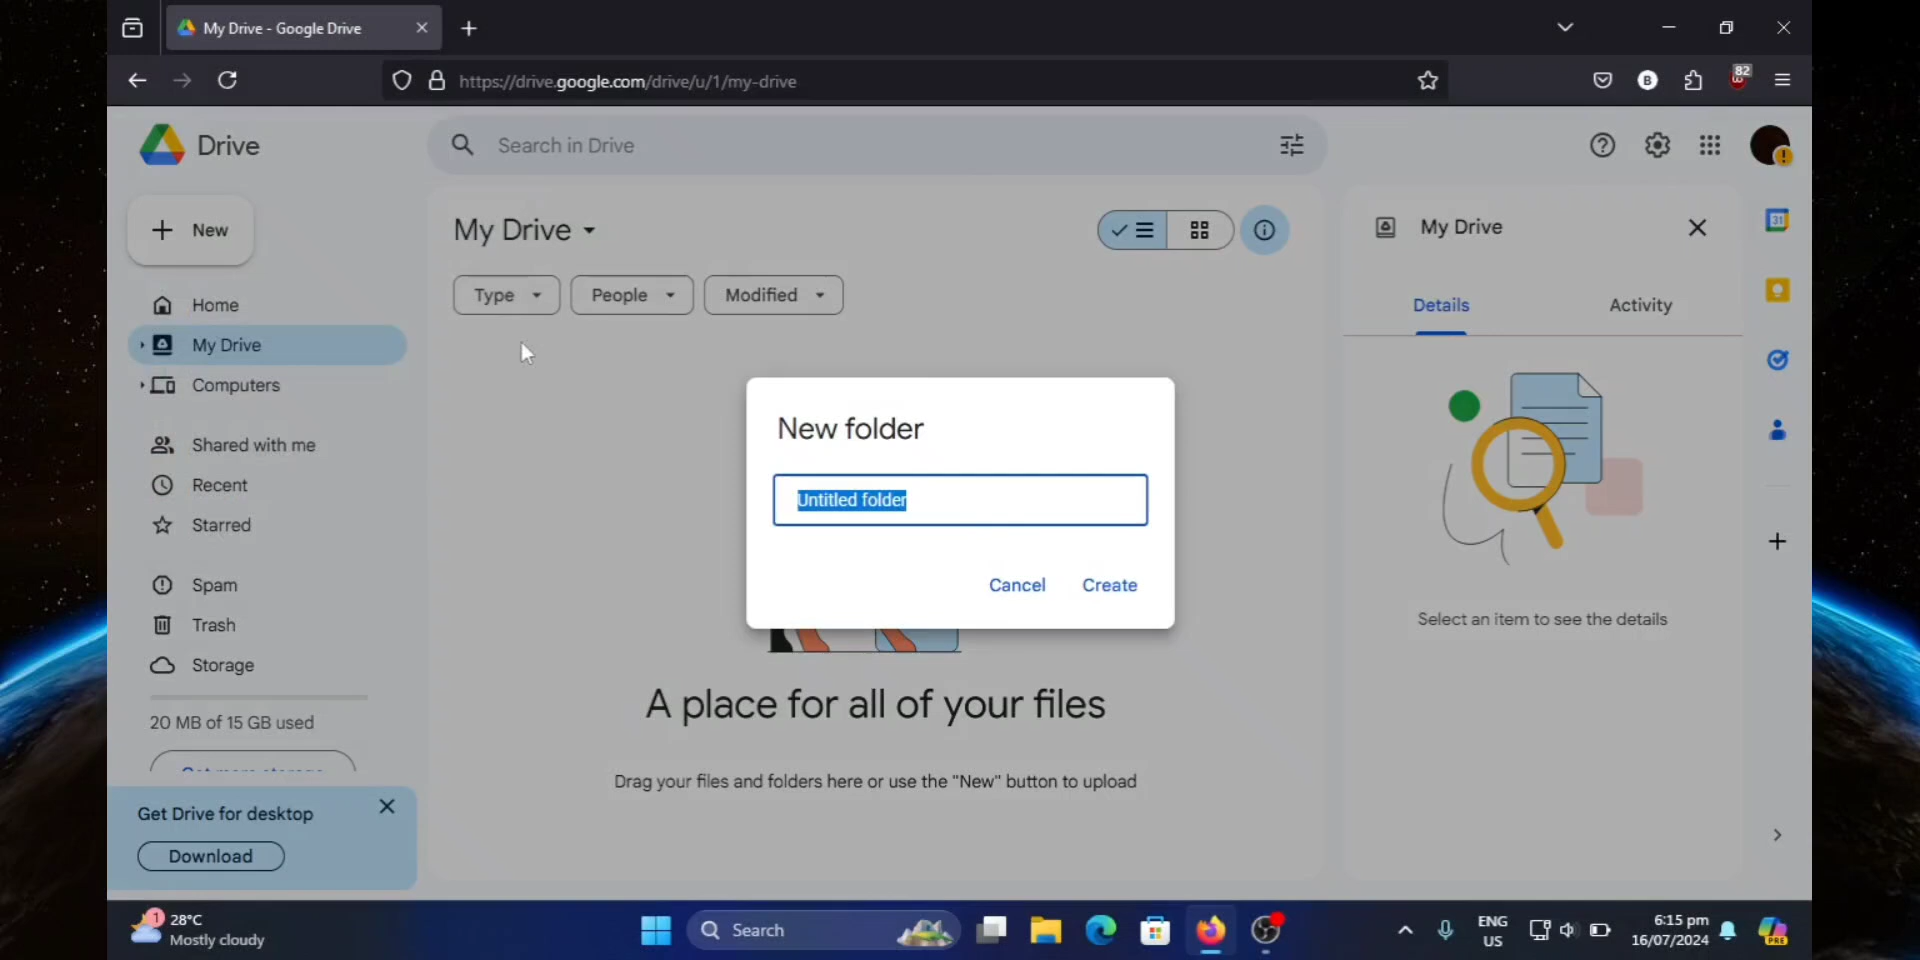 My Drive - Google Drive
https://drive.google.com/drive/u/1/my-drive
B
82
Drive
Search in Drive
New
My Drive
My Drive
31
Type
People
Modified
Home
Details
Activity
My Drive
Computers
New folder
Shared with me
Untitled folder
Recent
Starred
Cancel
Create
Spam
Trash
Select an item to see the details
Storage
20 MB of 15 GB used
A place for all of your files
Drag your files and folders here or use the "New" button to upload
Get Drive for desktop
Download
1
28°C
Mostly cloudy
Search
ENG
US
6:15 pm
16/07/2024
PRE